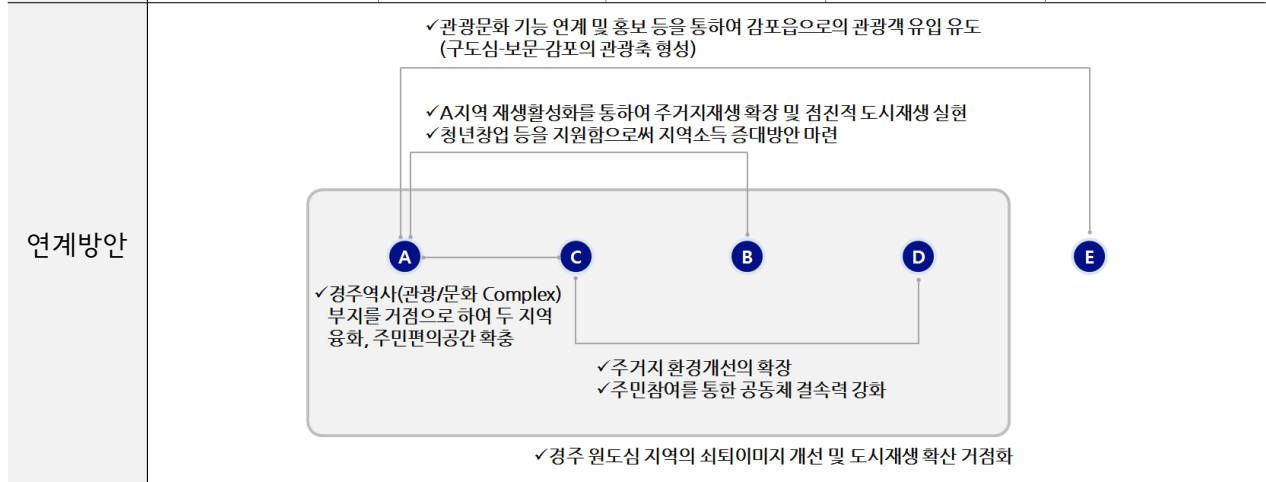 ✓관광문화 기능 연계 및 홍보 등을 통하여 감포읍으로의 관광객 유입 유도
(구도심-보문-감포의 관광축 형성)
✓A지역 재생활성화를 통하여 주거지재생 확장 및 점진적 도시재생 실현
✓청년창업 등을 지원함으로써 지역소득 증대방안 마련
연계방안
A
C
B
D
E
✓경주역사(관광/문화 Complex)
부지를 거점으로 하여 두 지역
융화, 주민편의공간 확충
✓주거지 환경개선의 확장
✓주민참여를 통한 공동체 결속력 강화
✓경주 원도심 지역의 쇠퇴이미지 개선 및 도시재생 확산 거점화